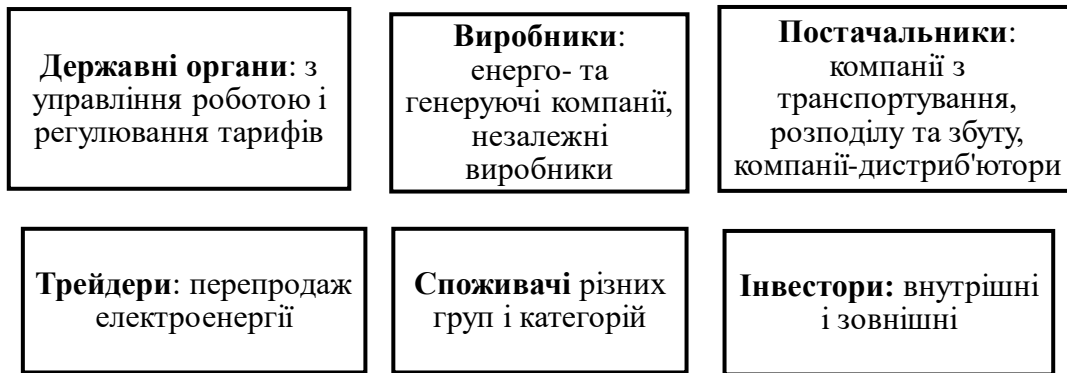 Державні органи: з
управління роботою і
регулювання тарифів
Виробники:
енерго- та
генеруючі компанії,
незалежні
виробники
Постачальники:
компанії з
транспортування,
розподілу та збуту,
компанії-дистриб'ютори
Трейдери: перепродаж
електроенергії
Споживачі різних
груп і категорій
Інвестори: внутрішні
і зовнішні